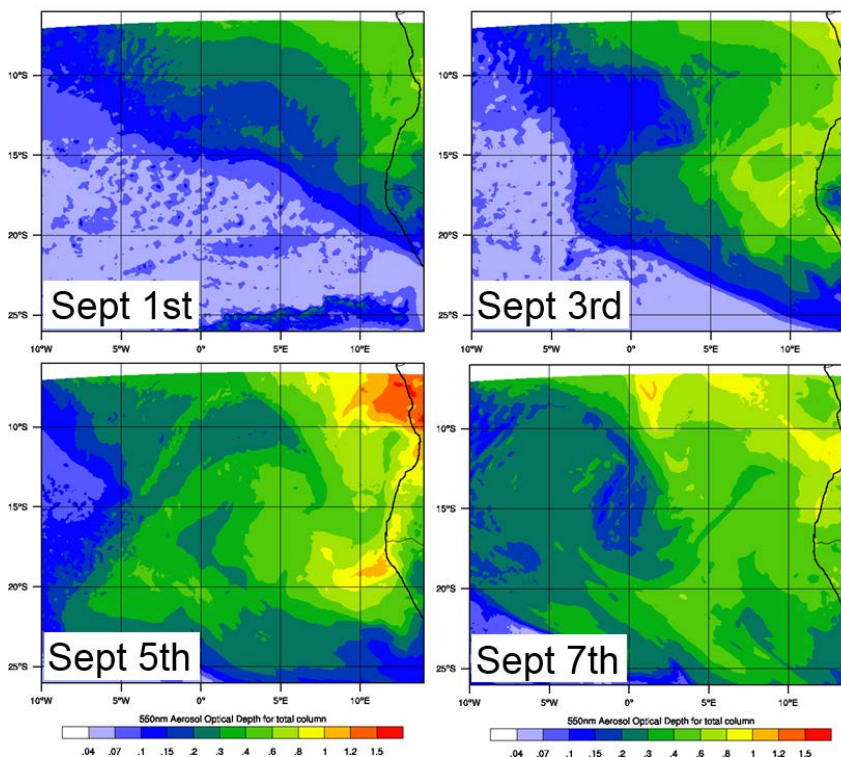 10°S
10°S
15°S
15°S
20°S
20°S
25°S
25°S
Sept 1st
Sept 3rd
10°W 5°W 0° 5°E 10°E
10°W 5°W 0° 5°E 10°E
10°S
10°S
15°S
15°S
20°S
20°S
25°S
25°S
Sept 5th
Sept 7th
10°W 5°W 0° 5°E 10°E
10°W 5°W 0° 5°E 10°E
550nm Aerosol Optical Depth for total column
550nm Aerosol Optical Depth for total column
.04 .07 .1 .15 .2 .3 .4 .6 .8 1 1.2 1.5
.04 .07 .1 .15 .2 .3 .4 .6 .8 1 1.2 1.5